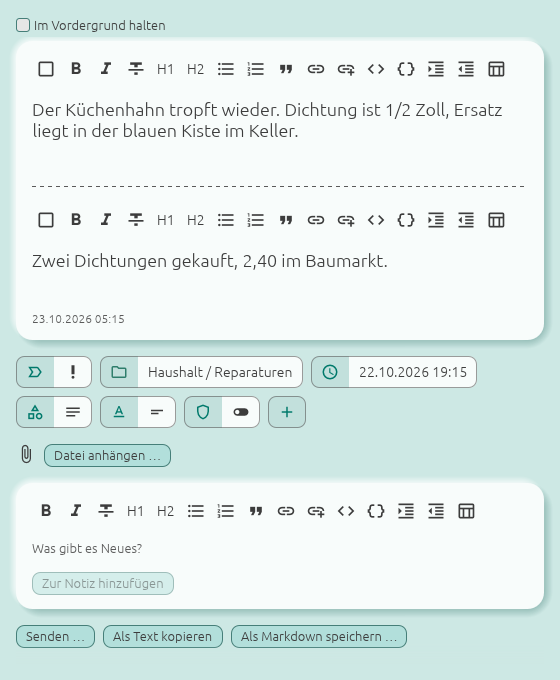 Im Vordergrund halten
B I H1 H2
Der Küchenhahn tropft wieder. Dichtung ist 1/2 Zoll, Ersatz
liegt in der blauen Kiste im Keller.
B I H1 H2
Zwei Dichtungen gekauft, 2,40 im Baumarkt.
23.10.2026 05:15
Haushalt / Reparaturen 22.10.2026 19:15
Datei anhängen ...
B I H1 H2
Was gibt es Neues?
Zur Notiz hinzufügen
Senden ... Als Text kopieren Als Markdown speichern ...